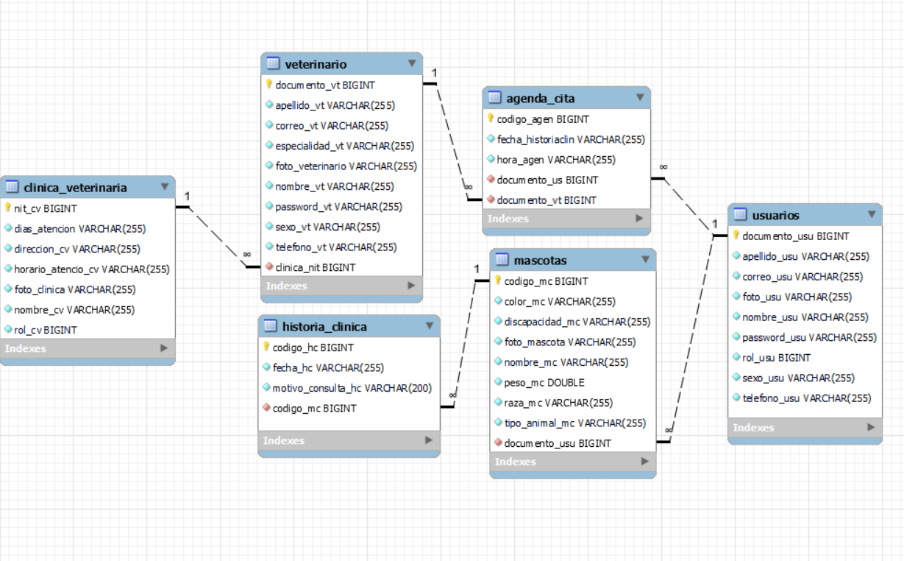 veterinario
documento_vt BIGINT
apellido_vt VARCHAR(255)
correo_vt VARCHAR(255)
especialidad_vt VARCHAR(255)
foto_veterinario VARCHAR(255)
nombre_vt VARCHAR(255)
password_vt VARCHAR(255)
sexo_vt VARCHAR(255)
telefono_vt VARCHAR(255)
clinica_nit BIGINT
Indexes
1
∞
agenda_cita
codigo_agen BIGINT
fecha_historiaclin VARCHAR(255)
hora_agen VARCHAR(255)
documento_us BIGINT
documento_vt BIGINT
Indexes
∞
1
clinica_veterinaria
nit_cv BIGINT
dias_atencion VARCHAR(255)
direccion_cv VARCHAR(255)
horario_atencio_cv VARCHAR(255)
foto_clinica VARCHAR(255)
nombre_cv VARCHAR(255)
rol_cv BIGINT
Indexes
1
∞
usuarios
documento_usu BIGINT
apellido_usu VARCHAR(255)
correo_usu VARCHAR(255)
foto_usu VARCHAR(255)
nombre_usu VARCHAR(255)
password_usu VARCHAR(255)
rol_usu BIGINT
sexo_usu VARCHAR(255)
telefono_usu VARCHAR(255)
Indexes
mascotas
codigo_mc BIGINT
color_mc VARCHAR(255)
discapacidad_mc VARCHAR(255)
foto_mascota VARCHAR(255)
nombre_mc VARCHAR(255)
peso_mc DOUBLE
raza_mc VARCHAR(255)
tipo_animal_mc VARCHAR(255)
documento_usu BIGINT
Indexes
1
∞
∞
historia_clinica
codigo_hc BIGINT
fecha_hc VARCHAR(255)
motivo_consulta_hc VARCHAR(200)
codigo_mc BIGINT
Indexes